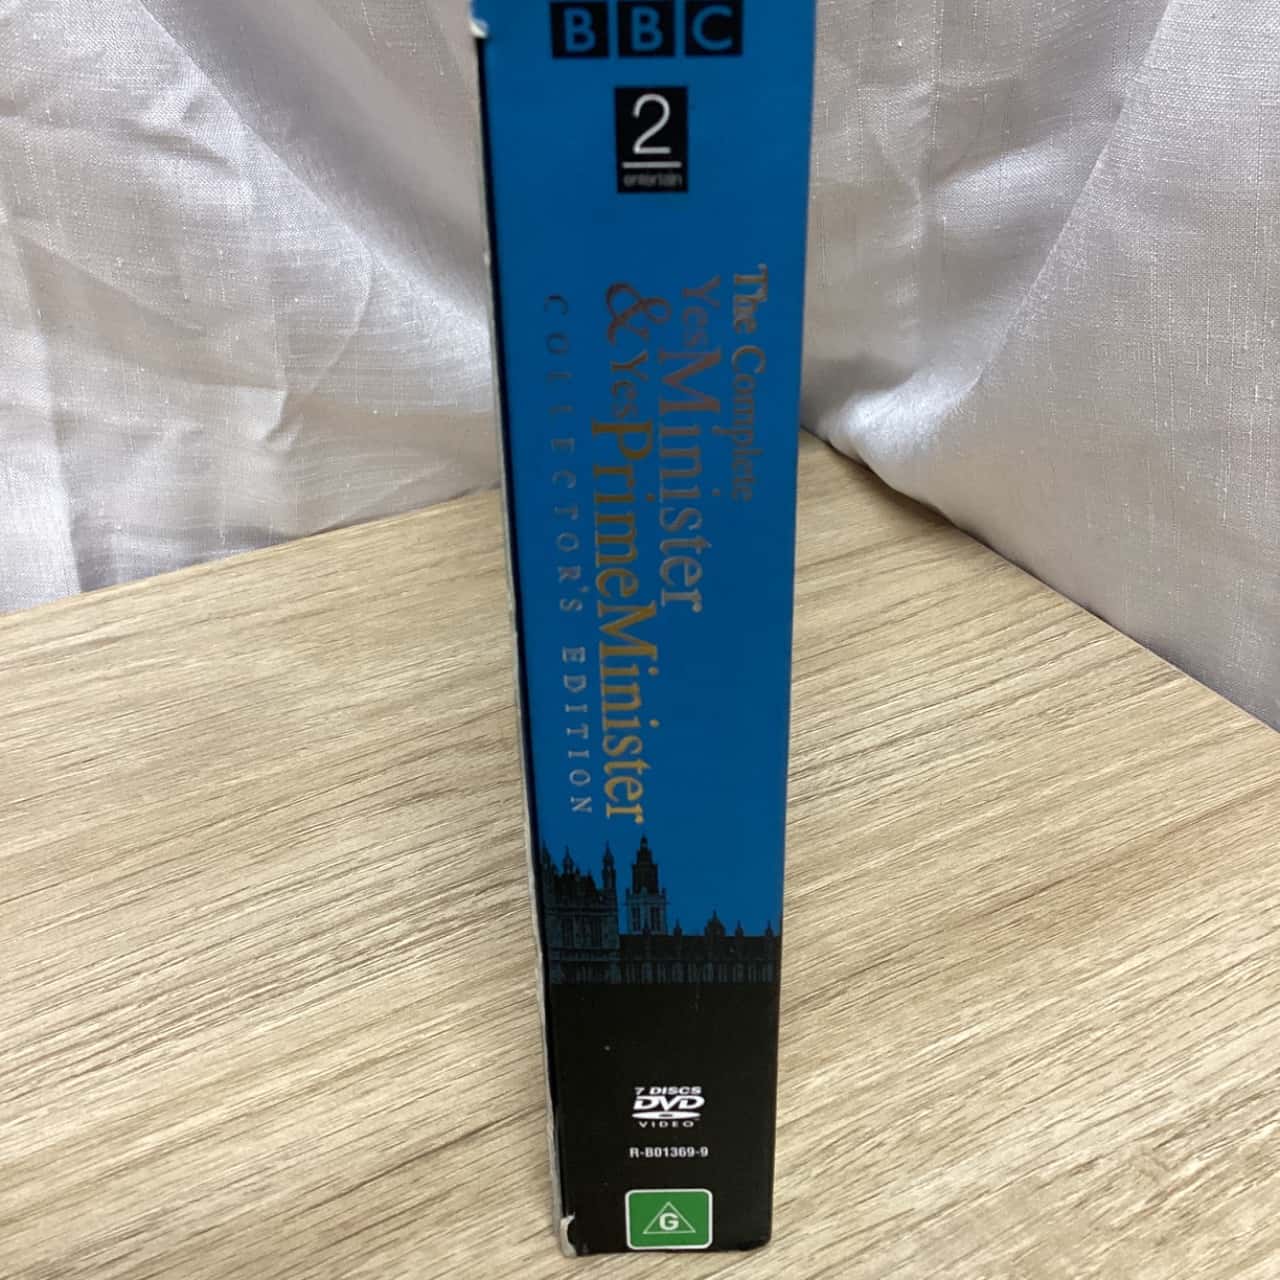 BBC
2
entertain
The Complete
Yes Minister
& Yes Prime Minister
COLLECTOR'S EDITION
7 DISCS
DVD
VIDEO
R-B01369-9
G